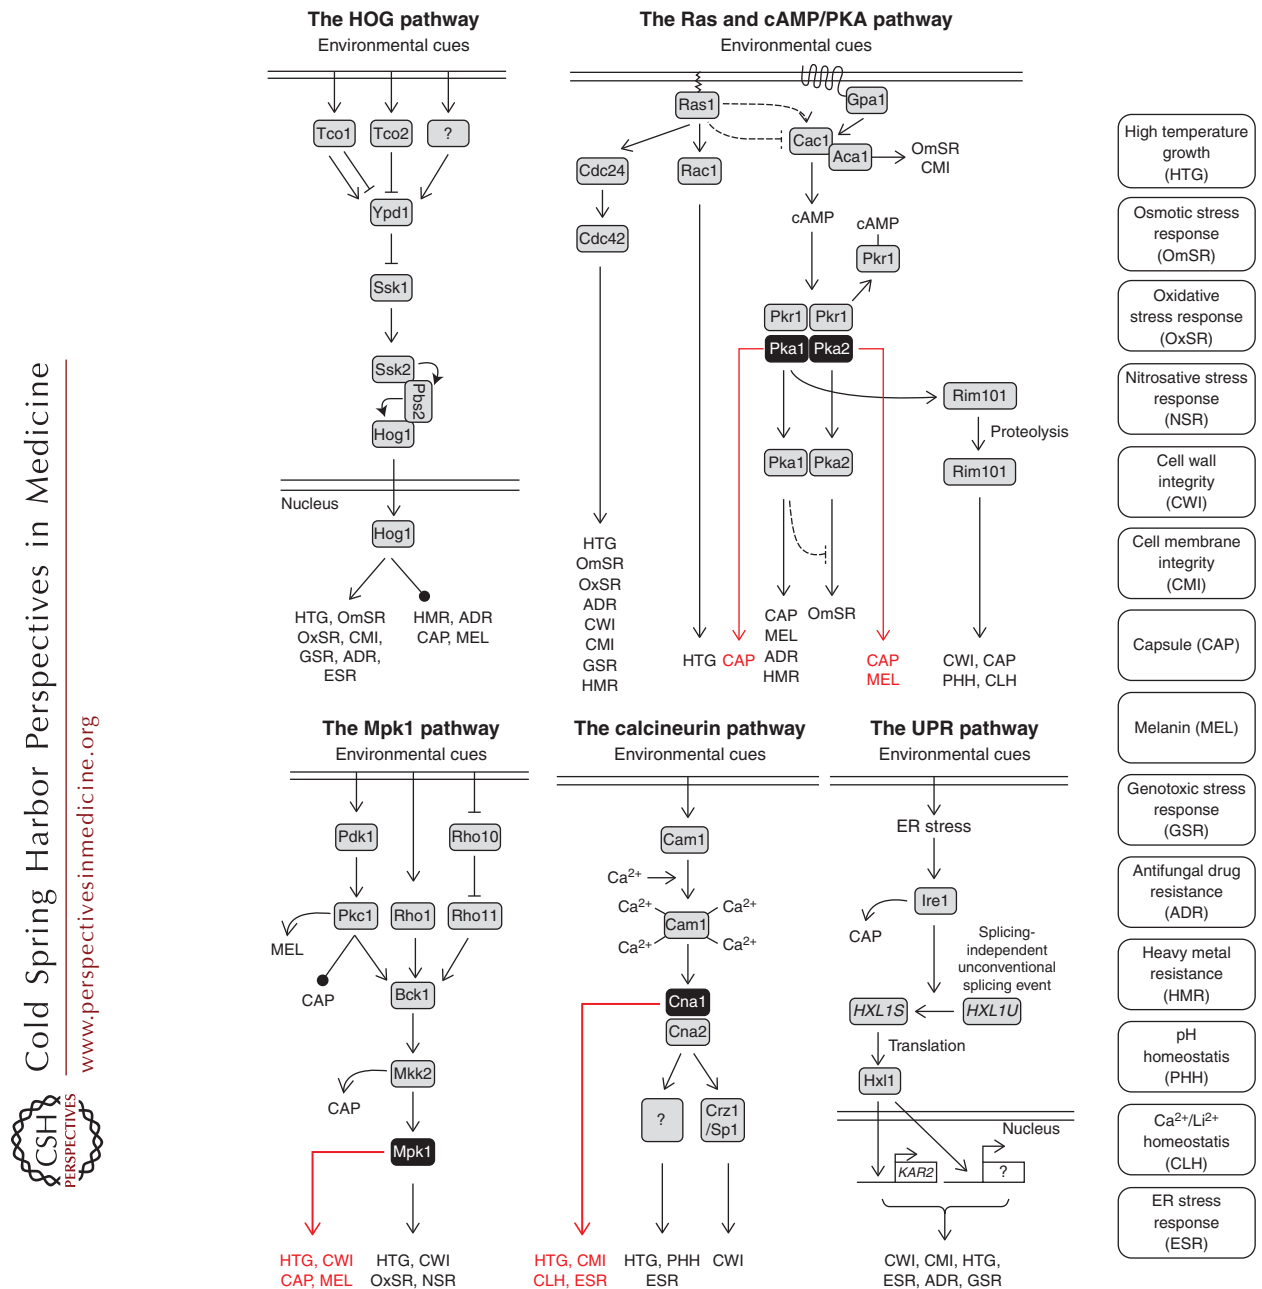 Cold Spring Harbor Perspectives in Medicine
www.perspectivesinmedicine.org
CSH
PERSPECTIVES
The HOG pathway
Environmental cues
Tco1
Tco2
?
Ypd1
Ssk1
Ssk2
Pbs2
Hog1
Nucleus
Hog1
HTG, OmSR
OxSR, CMI,
GSR, ADR,
ESR
HMR, ADR
CAP, MEL
The Ras and cAMP/PKA pathway
Environmental cues
Ras1
Gpa1
Cac1
Aca1
OmSR
CMI
Cdc24
Rac1
Cdc42
cAMP
cAMP
Pkr1
Pkr1
Pkr1
Pka1
Pka2
Rim101
Proteolysis
Pka1
Pka2
Rim101
HTG
OmSR
OxSR
ADR
CWI
CMI
GSR
HMR
HTG
CAP
CAP
MEL
ADR
HMR
OmSR
CAP
MEL
CWI, CAP
PHH, CLH
The Mpk1 pathway
Environmental cues
Pdk1
Rho10
Pkc1
Rho1
Rho11
MEL
CAP
Bck1
Mkk2
CAP
Mpk1
HTG, CWI
CAP, MEL
HTG, CWI
OxSR, NSR
The calcineurin pathway
Environmental cues
Cam1
Ca2+
Ca2+
Ca2+
Cam1
Ca2+
Ca2+
Cna1
Cna2
?
Crz1
/Sp1
HTG, CMI
CLH, ESR
HTG, PHH
ESR
CWI
The UPR pathway
Environmental cues
ER stress
Ire1
CAP
Splicing-
independent
unconventional
splicing event
HXL1S
HXL1U
Translation
Hxl1
Nucleus
KAR2
?
CWI, CMI, HTG,
ESR, ADR, GSR
High temperature
growth
(HTG)
Osmotic stress
response
(OmSR)
Oxidative
stress response
(OxSR)
Nitrosative stress
response
(NSR)
Cell wall
integrity
(CWI)
Cell membrane
integrity
(CMI)
Capsule (CAP)
Melanin (MEL)
Genotoxic stress
response
(GSR)
Antifungal drug
resistance
(ADR)
Heavy metal
resistance
(HMR)
pH
homeostatis
(PHH)
Ca2+/Li2+
homeostatis
(CLH)
ER stress
response
(ESR)